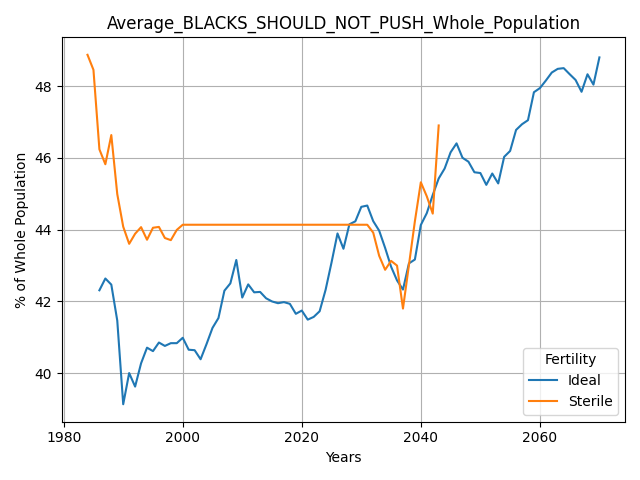 Average_BLACKS_SHOULD_NOT_PUSH_Whole_Population
% of Whole Population
48
46
44
42
40
1980
2000
2020
2040
2060
Years
Fertility
Ideal
Sterile